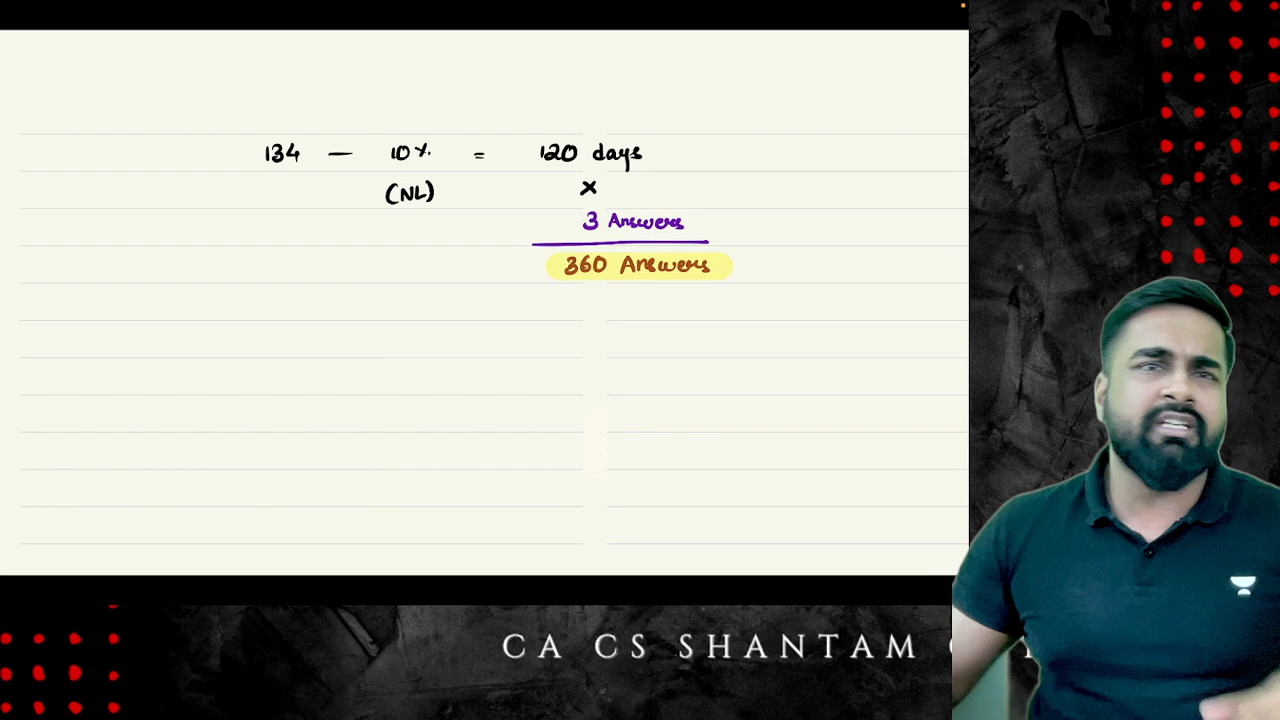 134 — 10% = 120 days
(NL) ×
3 Answers
360 Answers
CA CS SHANTAM